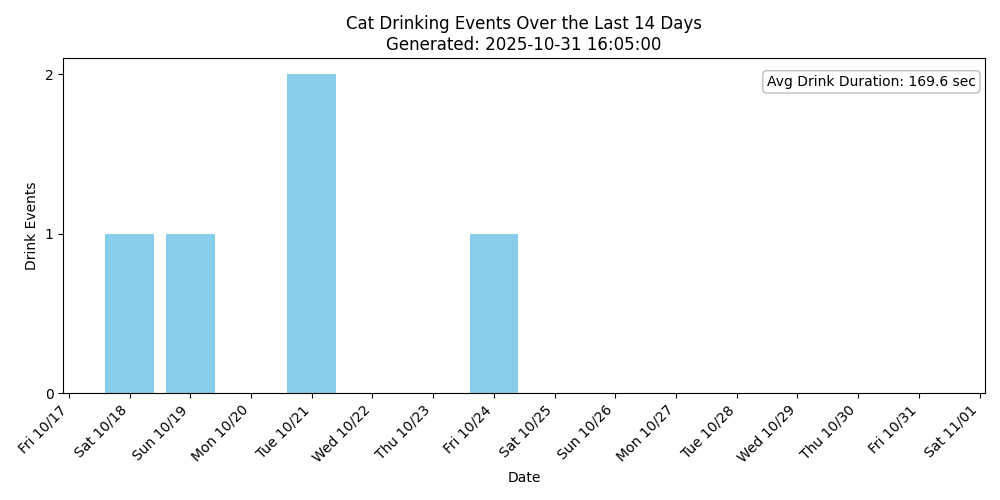 Cat Drinking Events Over the Last 14 Days
Generated: 2025-10-31 16:05:00
Avg Drink Duration: 169.6 sec
Drink Events
2
1
0
Fri 10/17
Sat 10/18
Sun 10/19
Mon 10/20
Tue 10/21
Wed 10/22
Thu 10/23
Fri 10/24
Sat 10/25
Sun 10/26
Mon 10/27
Tue 10/28
Wed 10/29
Thu 10/30
Fri 10/31
Sat 11/01
Date